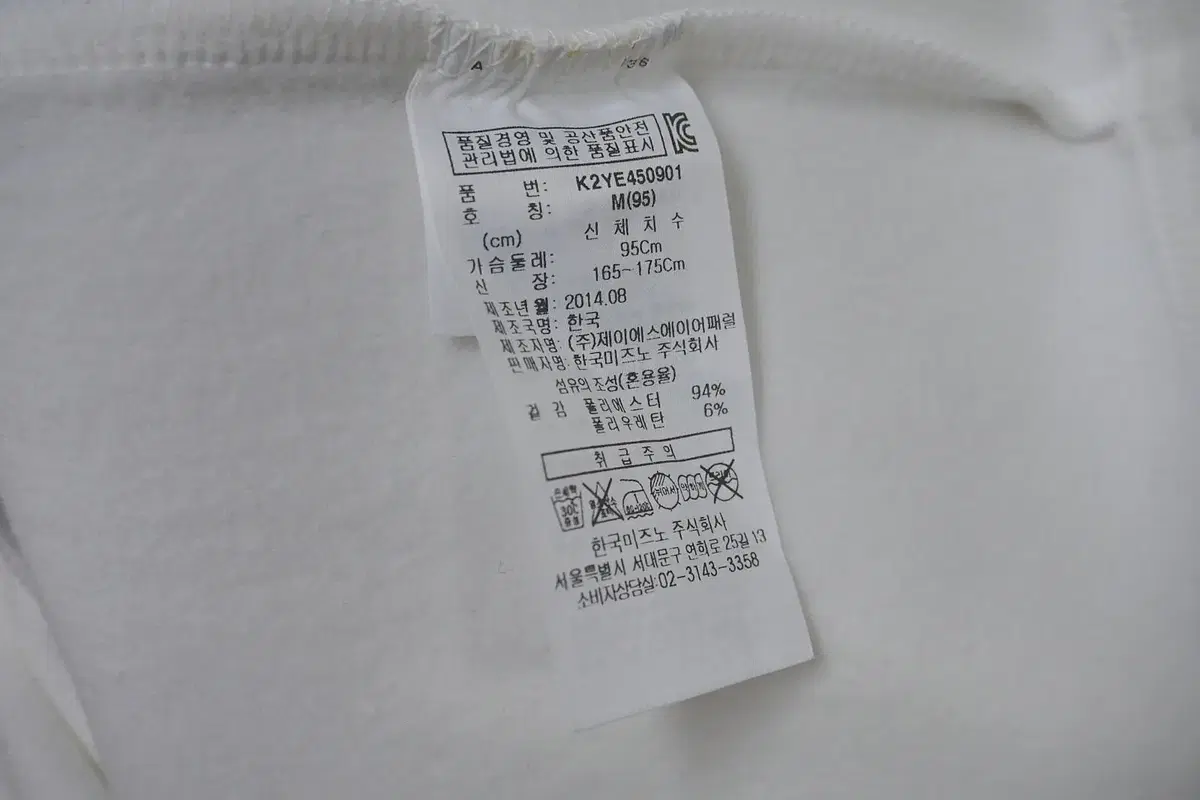 A 136
품질경영 및 공산품안전
관리법에 의한 품질표시
품 번: K2YE450901
호 칭: M(95)
(cm) 신체치수
가슴둘레: 95Cm
신 장: 165~175Cm
제조년월: 2014.08
제조국명: 한국
제조자명: (주)제이에스에이어패럴
판매자명: 한국미즈노 주식회사
섬유의 조성(혼용율)
겉감 폴리에스터 94%
폴리우레탄 6%
취급주의
30℃ 중성
한국미즈노 주식회사
서울특별시 서대문구 연희로 25길 13
소비자상담실:02-3143-3358